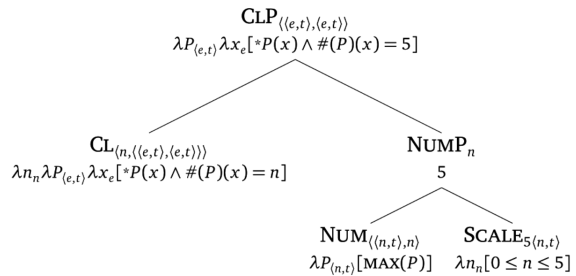 CLP⟨⟨e,t⟩,⟨e,t⟩⟩
λP⟨e,t⟩λxₑ[*P(x) ∧ #(P)(x) = 5]
CL⟨n,⟨⟨e,t⟩,⟨e,t⟩⟩⟩ NUMPₙ
λnₙλP⟨e,t⟩λxₑ[*P(x) ∧ #(P)(x) = n] 5
NUM⟨⟨n,t⟩,n⟩ SCALE₅⟨n,t⟩
λP⟨n,t⟩[MAX(P)] λnₙ[0 ≤ n ≤ 5]